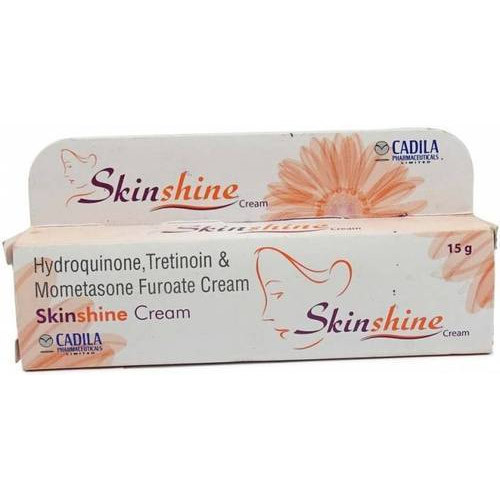 Skinshine
Cream
CADILA
PHARMACEUTICALS
LIMITED
15 g
Hydroquinone, Tretinoin &
Mometasone Furoate Cream
Skinshine Cream
CADILA
PHARMACEUTICALS
LIMITED
Skinshine
Cream